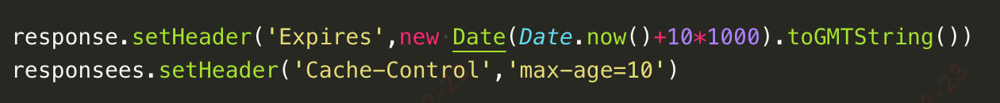 response.setHeader('Expires',new Date(Date.now()+10*1000).toGMTString())
responsees.setHeader('Cache-Control','max-age=10')